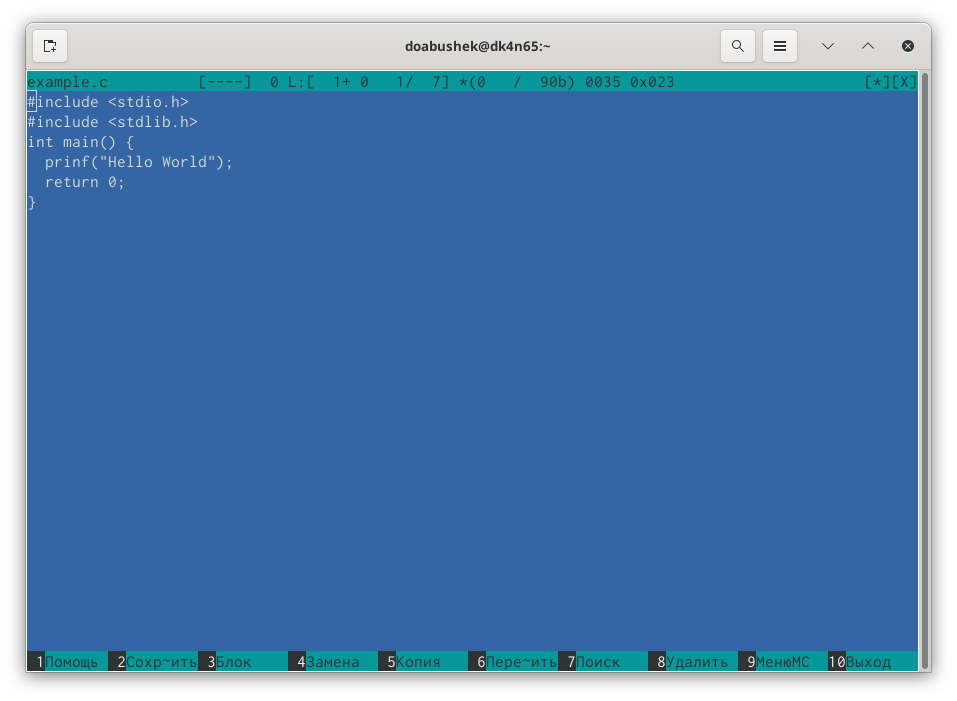 doabushek@dk4n65:~
example.c          [----]  0 L:[  1+ 0   1/  7] *(0   /  90b) 0035 0x023                     [*][X]
#include <stdio.h>
#include <stdlib.h>
int main() {
  prinf("Hello World");
  return 0;
}
1Помощь  2Сохр~ить 3Блок  4Замена  5Копия  6Пере~ить 7Поиск  8Удалить  9МенюMC  10Выход